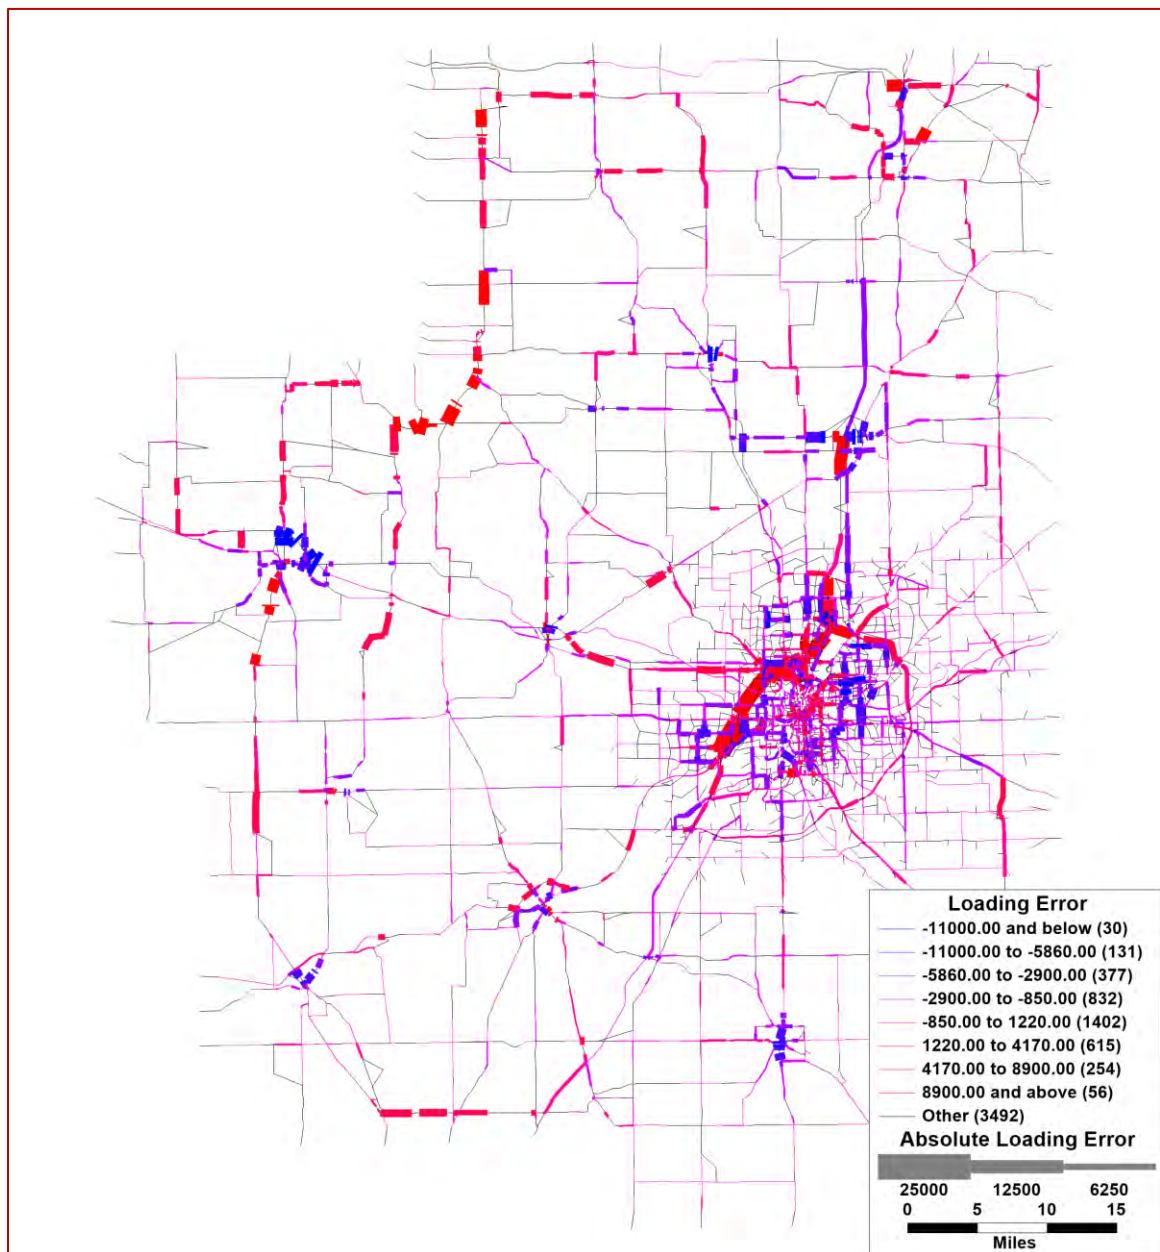 Loading Error
-11000.00 and below (30)
-11000.00 to -5860.00 (131)
-5860.00 to -2900.00 (377)
-2900.00 to -850.00 (832)
-850.00 to 1220.00 (1402)
1220.00 to 4170.00 (615)
4170.00 to 8900.00 (254)
8900.00 and above (56)
Other (3492)
Absolute Loading Error
25000 12500 6250
0 5 10 15
Miles